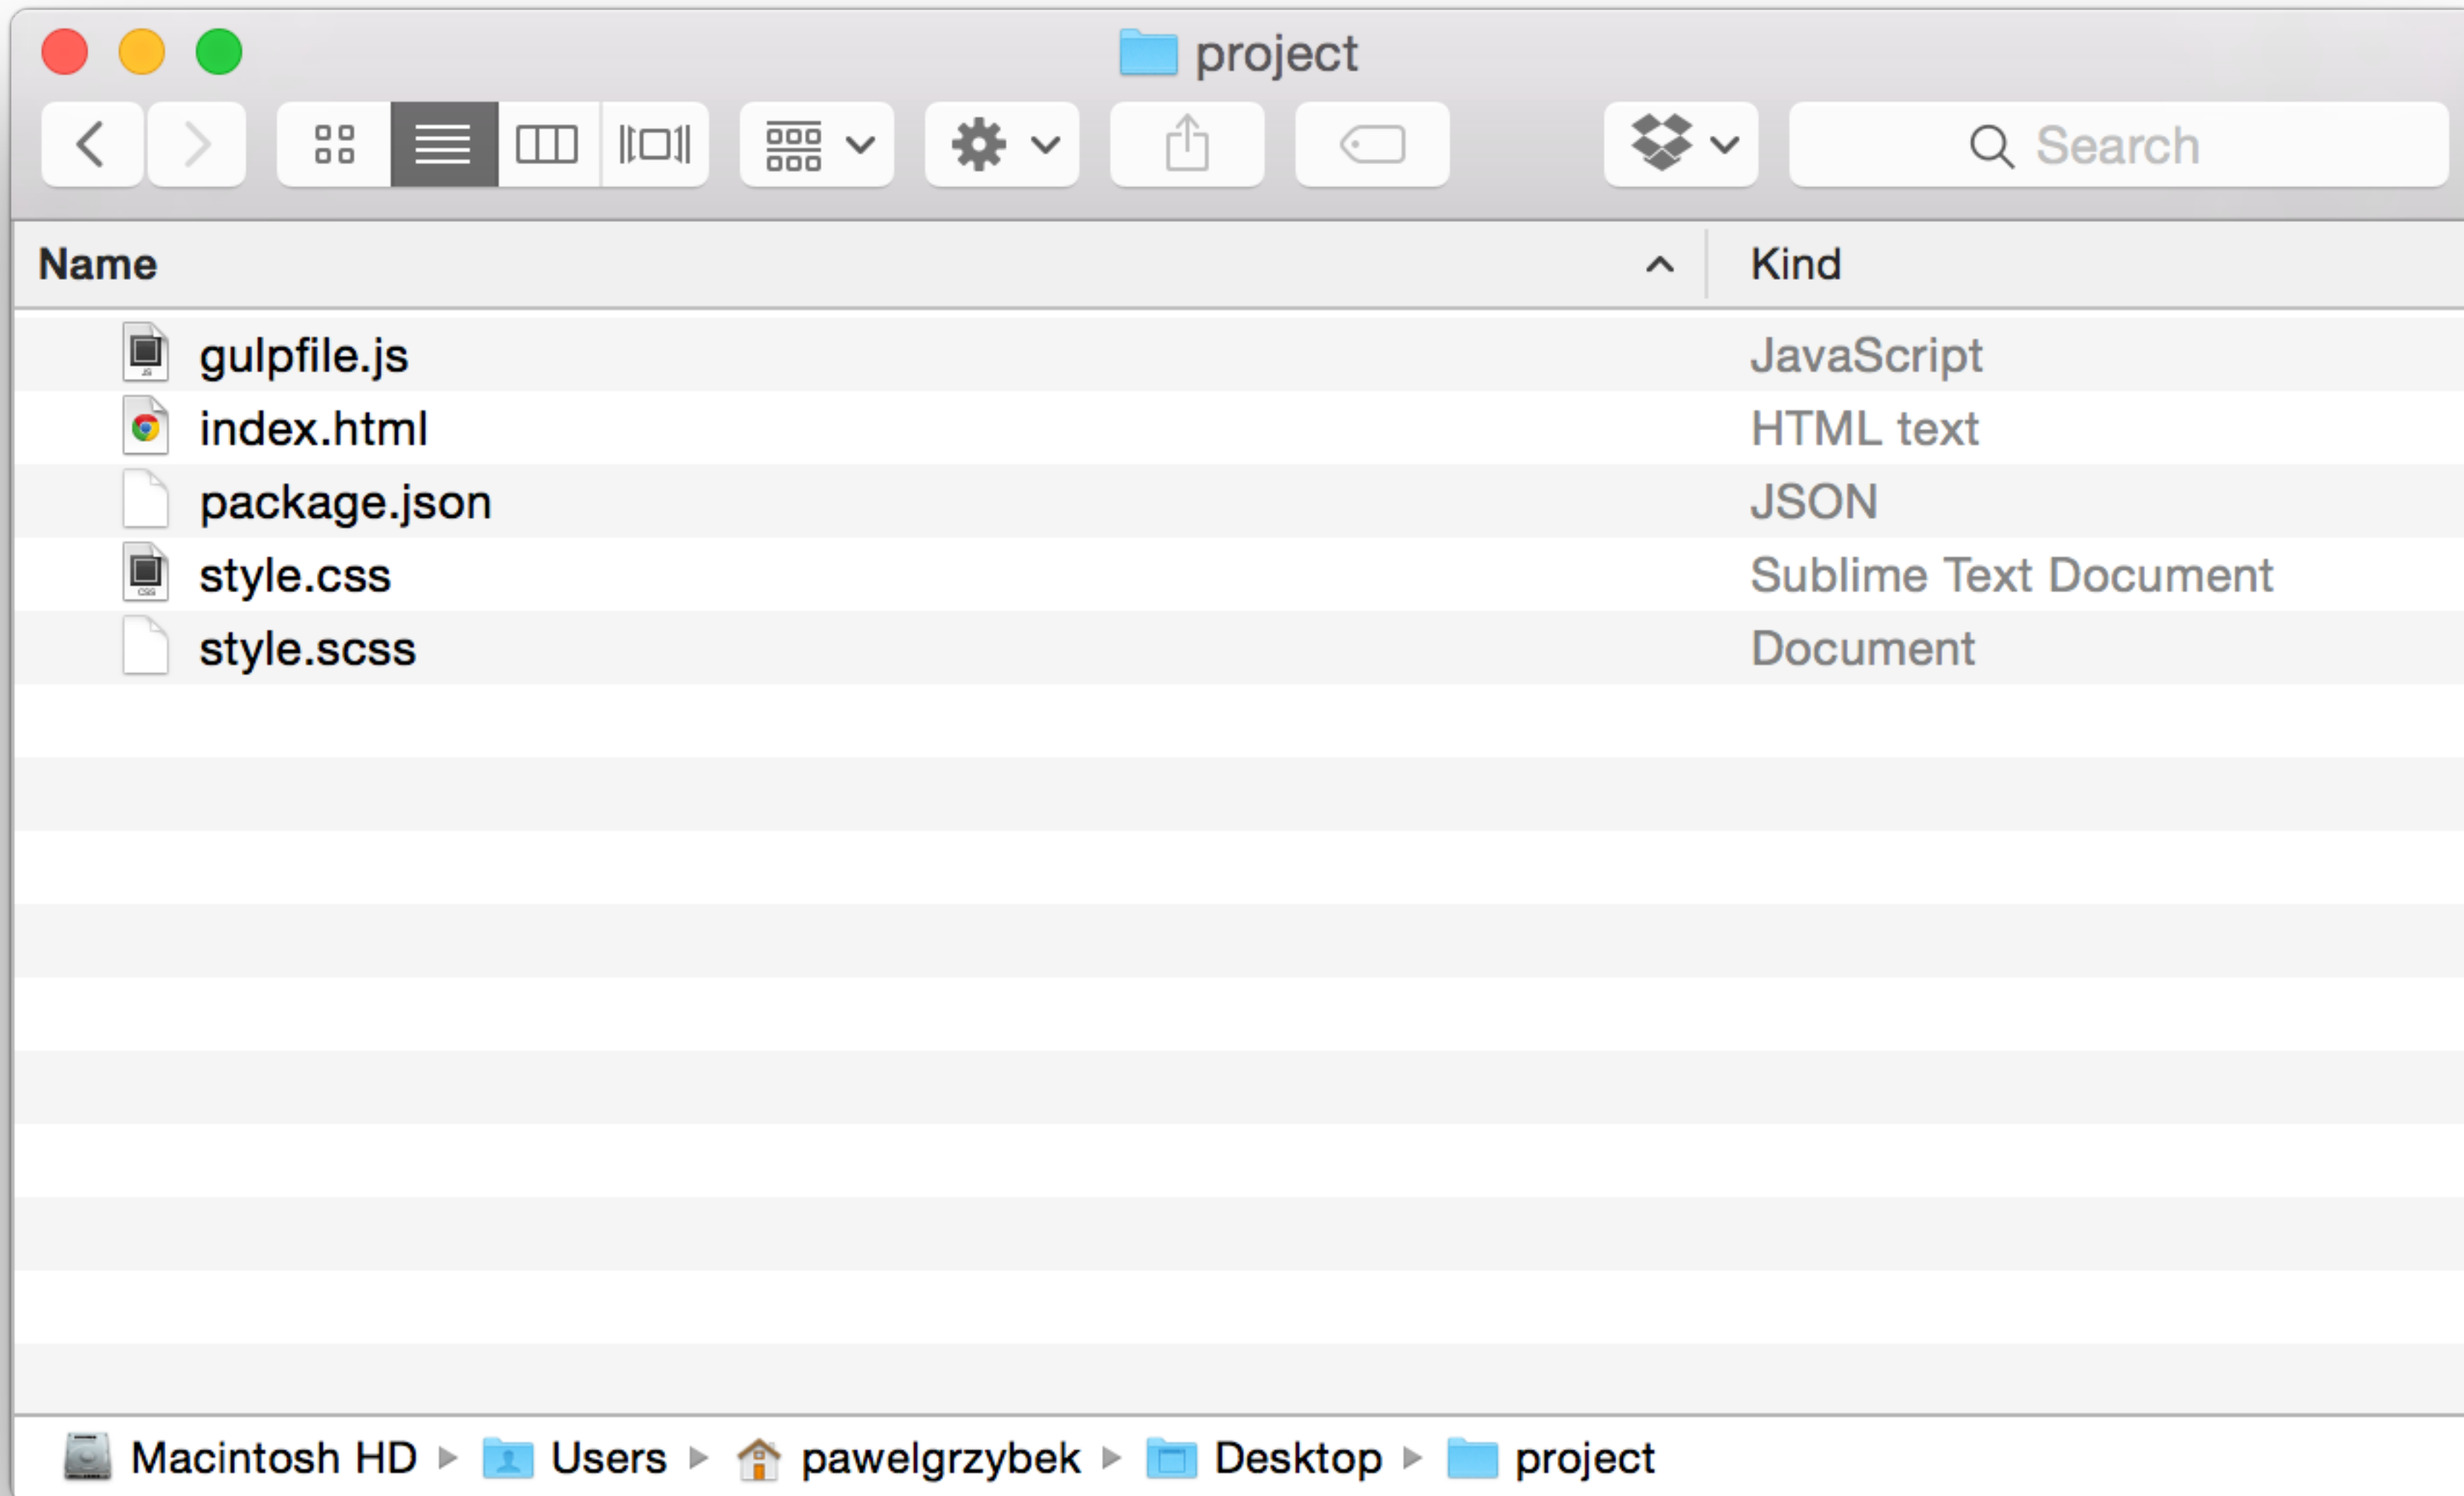 project
Search
Name Kind
gulpfile.js JavaScript
index.html HTML text
package.json JSON
style.css Sublime Text Document
style.scss Document
Macintosh HD Users pawelgrzybek Desktop project